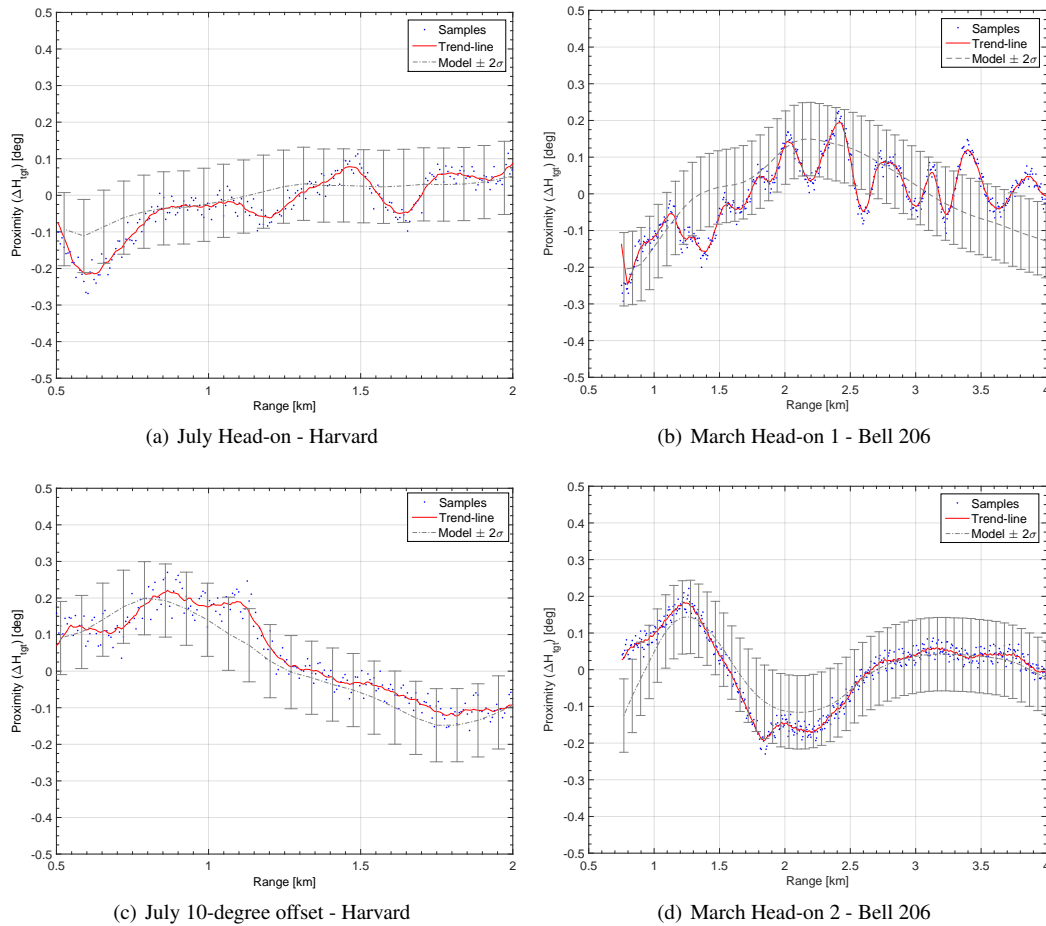 0.5
0.4
0.3
0.2
0.1
0
-0.1
-0.2
-0.3
-0.4
-0.5
Proximity (ΔH_tgt) [deg]
0.5 1 1.5 2
Range [km]
Samples
Trend-line
Model ± 2σ
(a) July Head-on - Harvard
0.5
0.4
0.3
0.2
0.1
0
-0.1
-0.2
-0.3
-0.4
-0.5
Proximity (ΔH_tgt) [deg]
0.5 1 1.5 2 2.5 3 3.5 4
Range [km]
Samples
Trend-line
Model ± 2σ
(b) March Head-on 1 - Bell 206
0.5
0.4
0.3
0.2
0.1
0
-0.1
-0.2
-0.3
-0.4
-0.5
Proximity (ΔH_tgt) [deg]
0.5 1 1.5 2
Range [km]
Samples
Trend-line
Model ± 2σ
(c) July 10-degree offset - Harvard
0.5
0.4
0.3
0.2
0.1
0
-0.1
-0.2
-0.3
-0.4
-0.5
Proximity (ΔH_tgt) [deg]
0.5 1 1.5 2 2.5 3 3.5 4
Range [km]
Samples
Trend-line
Model ± 2σ
(d) March Head-on 2 - Bell 206